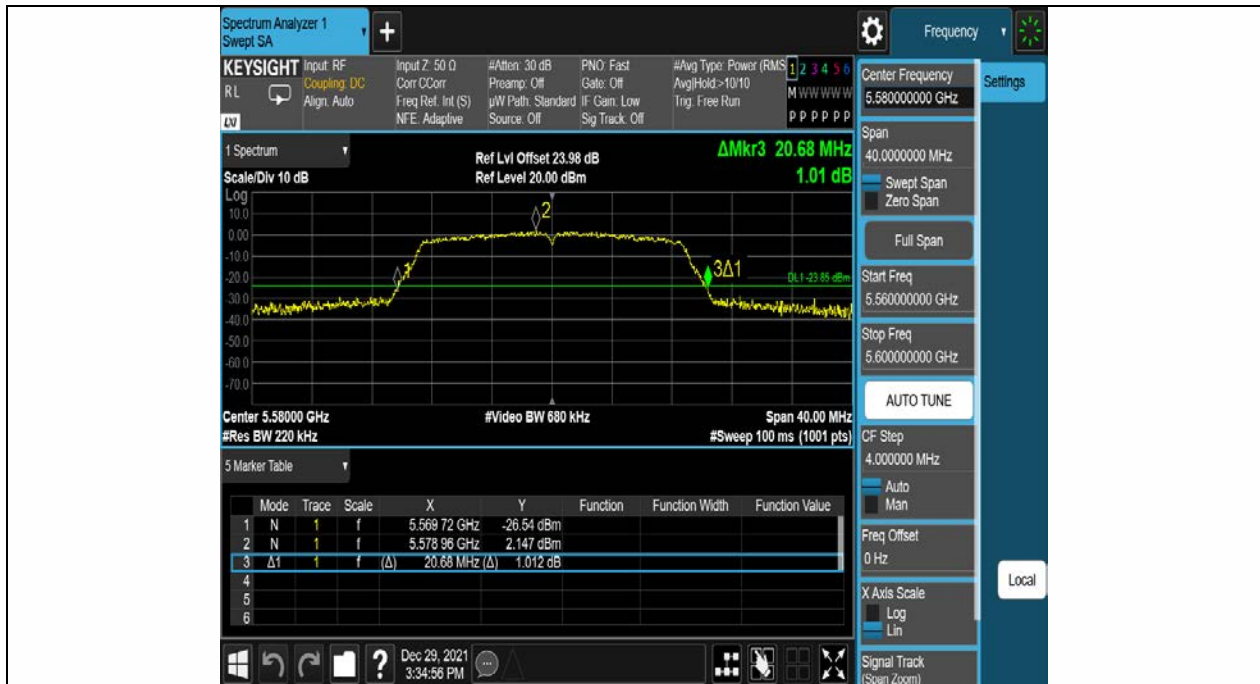 Spectrum Analyzer 1
Swept SA
+
Frequency
KEYSIGHT
RL
LXI
Input: RF
Coupling: DC
Align: Auto
Input Z: 50 Ω
Corr CCorr
Freq Ref: Int (S)
NFE: Adaptive
#Atten: 30 dB
Preamp: Off
µW Path: Standard
Source: Off
PNO: Fast
Gate: Off
IF Gain: Low
Sig Track: Off
#Avg Type: Power (RMS
Avg|Hold:>10/10
Trig: Free Run
1 2 3 4 5 6
M W W W W W
P P P P P P
1 Spectrum
Scale/Div 10 dB
Ref Lvl Offset 23.98 dB
Ref Level 20.00 dBm
ΔMkr3 20.68 MHz
1.01 dB
Log
10.0
0.00
-10.0
-20.0
-30.0
-40.0
-50.0
-60.0
-70.0
1
2
3Δ1
DL1 -23.85 dBm
Center 5.58000 GHz
#Res BW 220 kHz
#Video BW 680 kHz
Span 40.00 MHz
#Sweep 100 ms (1001 pts)
5 Marker Table
Mode Trace Scale X Y Function Function Width Function Value
1 N 1 f 5.569 72 GHz -26.54 dBm
2 N 1 f 5.578 96 GHz 2.147 dBm
3 Δ1 1 f (Δ) 20.68 MHz (Δ) 1.012 dB
4
5
6
?
Dec 29, 2021
3:34:56 PM
Center Frequency
5.580000000 GHz
Span
40.0000000 MHz
Swept Span
Zero Span
Full Span
Start Freq
5.560000000 GHz
Stop Freq
5.600000000 GHz
AUTO TUNE
CF Step
4.000000 MHz
Auto
Man
Freq Offset
0 Hz
X Axis Scale
Log
Lin
Signal Track
(Span Zoom)
Settings
Local